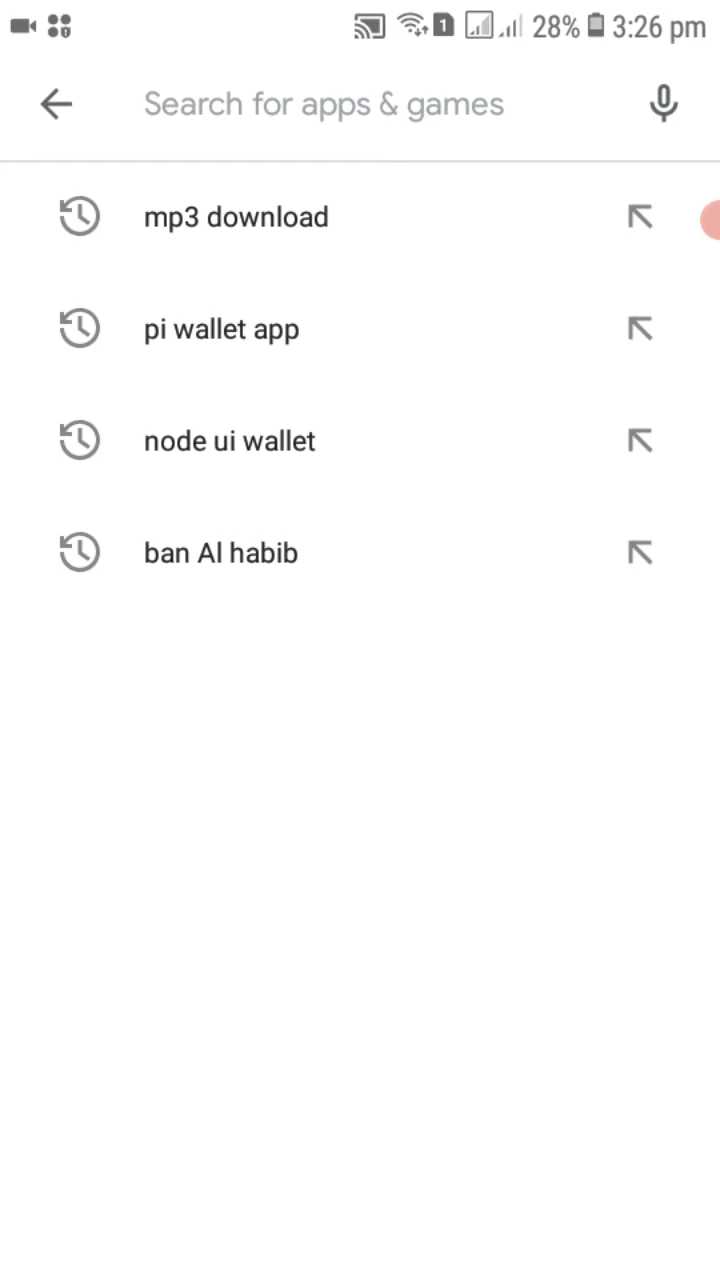 1 28% 3:26 pm
Search for apps & games
mp3 download
pi wallet app
node ui wallet
ban Al habib